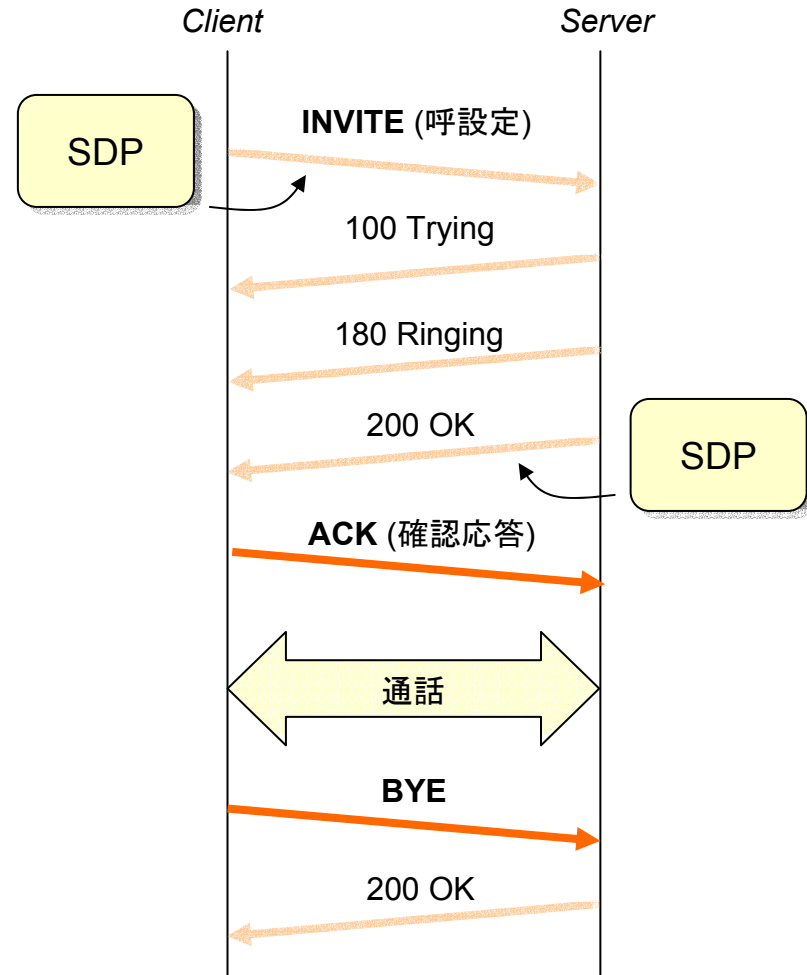 Client
Server
INVITE (呼設定)
SDP
100 Trying
180 Ringing
200 OK
SDP
ACK (確認応答)
通話
BYE
200 OK